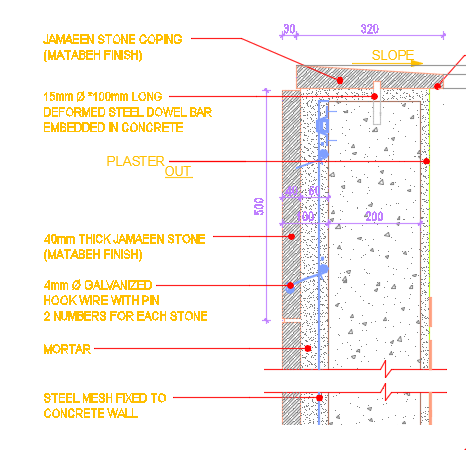 30 320
JAMAEEN STONE COPING
(MATABEH FINISH)
SLOPE
15mm Ø *100mm LONG
DEFORMED STEEL DOWEL BAR
EMBEDDED IN CONCRETE
PLASTER
OUT
500
100 200
40mm THICK JAMAEEN STONE
(MATABEH FINISH)
4mm Ø GALVANIZED
HOOK WIRE WITH PIN
2 NUMBERS FOR EACH STONE
MORTAR
STEEL MESH FIXED TO
CONCRETE WALL